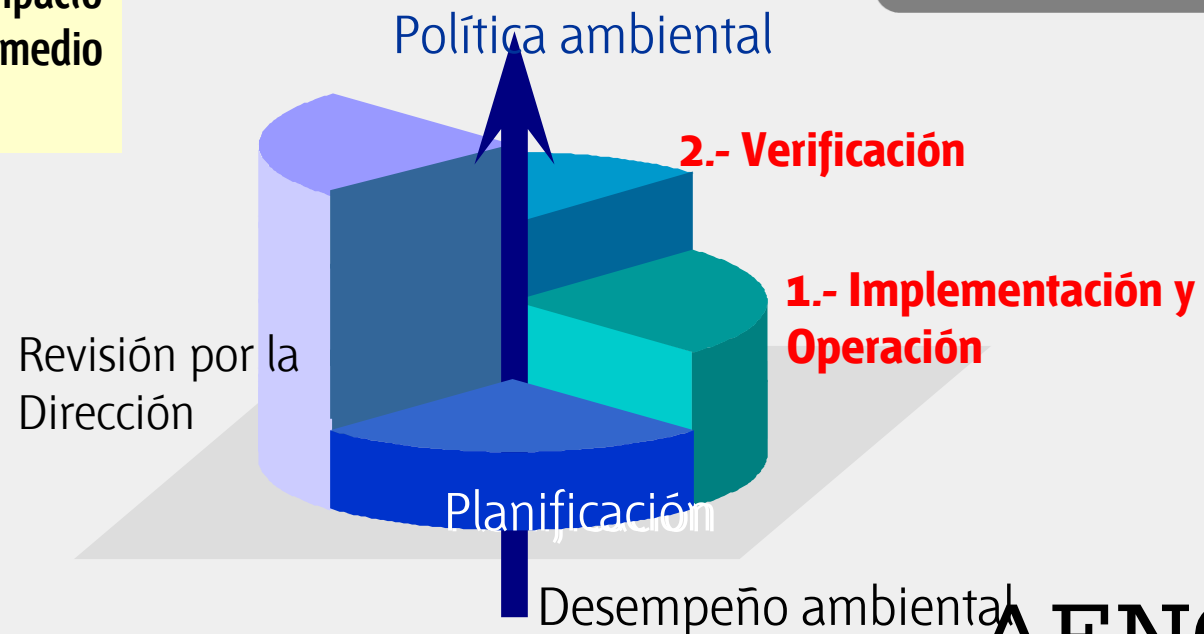 medio
Política ambiental
2.- Verificación
1.- Implementación y
Operación
Revisión por la
Dirección
Planificación
Desempeño ambiental